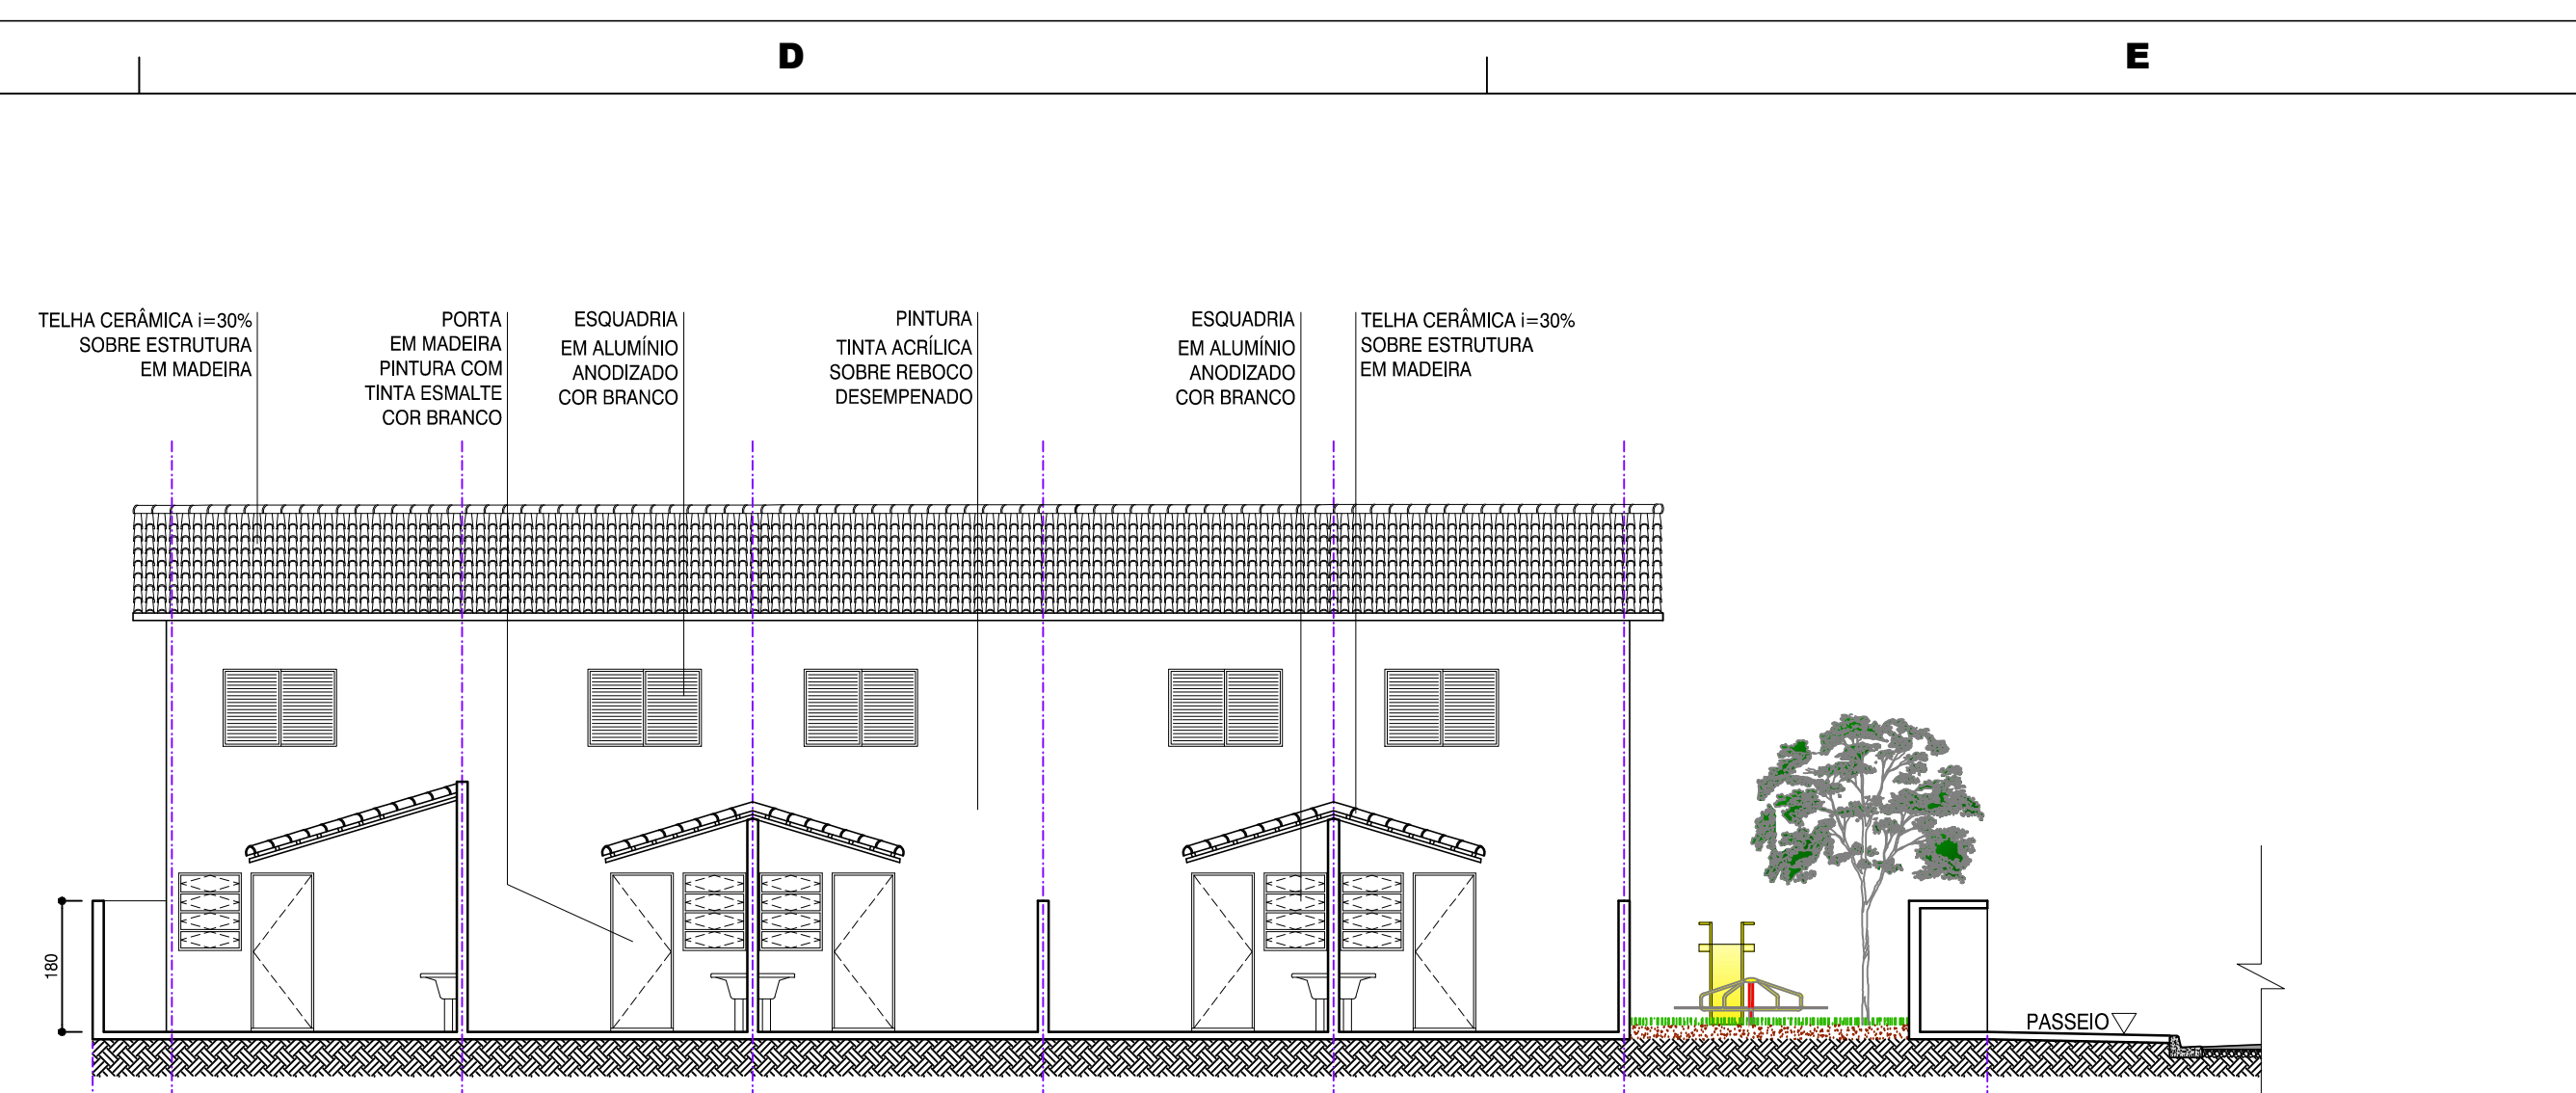 D
E
TELHA CERÂMICA i=30%
SOBRE ESTRUTURA
EM MADEIRA
PORTA
EM MADEIRA
PINTURA COM
TINTA ESMALTE
COR BRANCO
ESQUADRIA
EM ALUMÍNIO
ANODIZADO
COR BRANCO
PINTURA
TINTA ACRÍLICA
SOBRE REBOCO
DESEMPENADO
ESQUADRIA
EM ALUMÍNIO
ANODIZADO
COR BRANCO
TELHA CERÂMICA i=30%
SOBRE ESTRUTURA
EM MADEIRA
180
PASSEIO